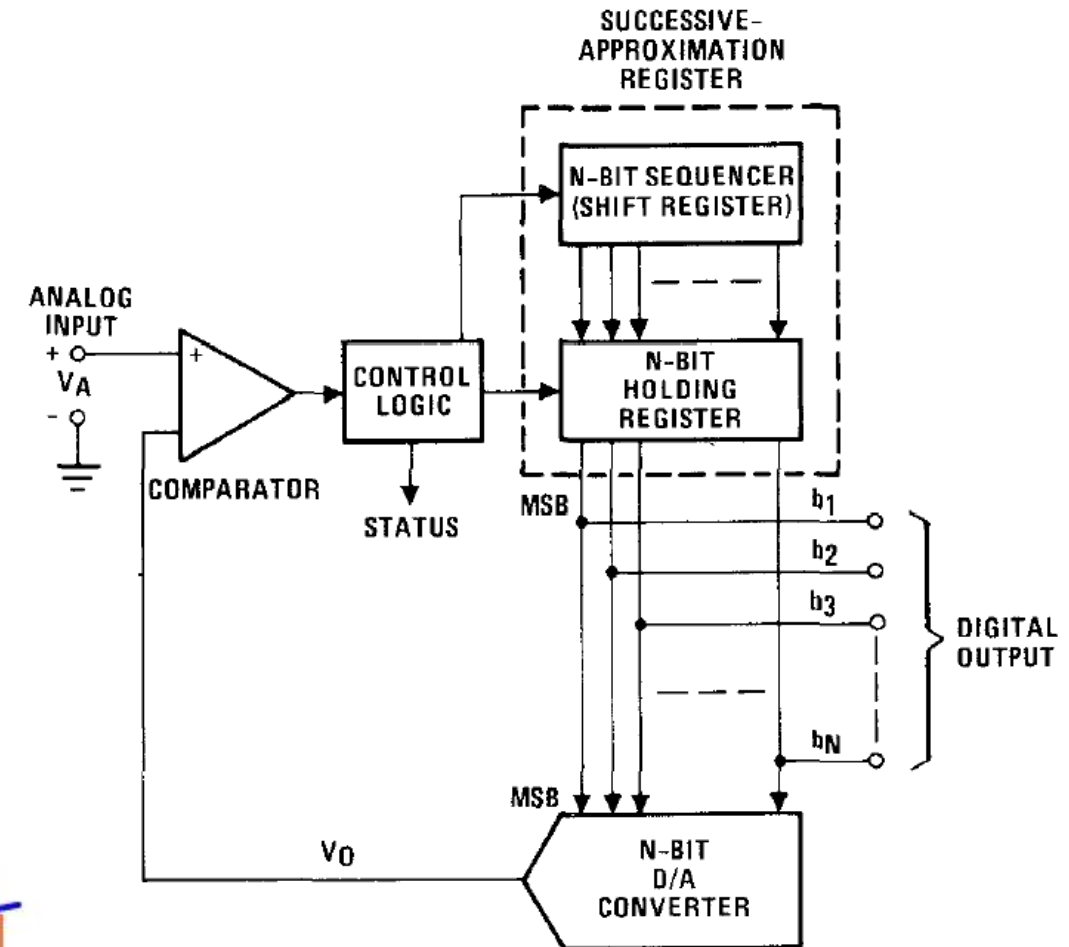 SUCCESSIVE-
APPROXIMATION
REGISTER
N-BIT SEQUENCER
(SHIFT REGISTER)
ANALOG
INPUT
+
VA
-
+
COMPARATOR
CONTROL
LOGIC
STATUS
N-BIT
HOLDING
REGISTER
MSB
b1
b2
b3
bN
DIGITAL
OUTPUT
MSB
VO
N-BIT
D/A
CONVERTER